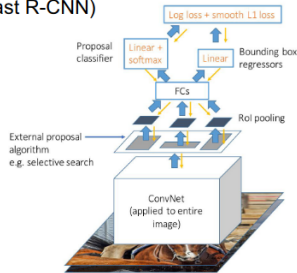 ast R-CNN)
Log loss + smooth L1 loss
Proposal
classifier
Linear +
softmax
Linear
Bounding box
regressors
FCs
RoI pooling
External proposal
algorithm
e.g. selective search
ConvNet
(applied to entire
image)